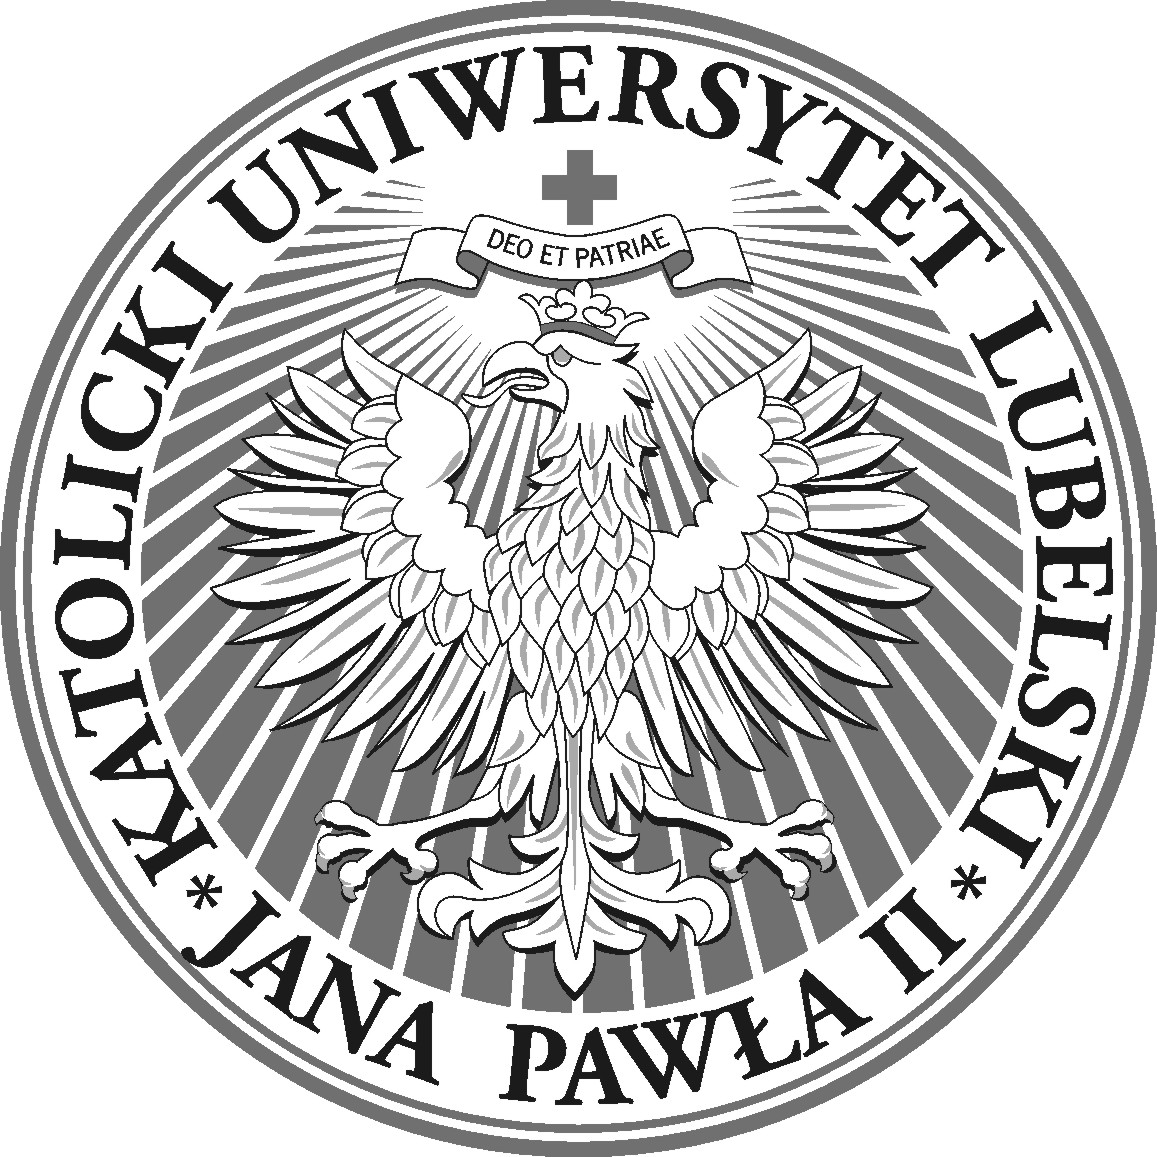 KATOLICKI UNIWERSYTET LUBELSKI
* JANA PAWŁA II *
DEO ET PATRIAE